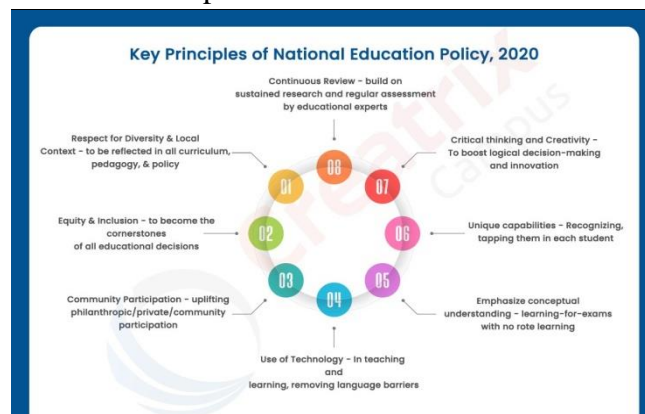 Key Principles of National Education Policy, 2020
Continuous Review - build on
sustained research and regular assessment
by educational experts
08
Respect for Diversity & Local
Context - to be reflected in all curriculum,
pedagogy, & policy
01
Critical thinking and Creativity -
To boost logical decision-making
and innovation
07
Equity & Inclusion - to become the
cornerstones
of all educational decisions
02
Unique capabilities - Recognizing,
tapping them in each student
06
Community Participation - uplifting
philanthropic/private/community
participation
03
Emphasize conceptual
understanding - learning-for-exams
with no rote learning
05
04
Use of Technology - In teaching
and
learning, removing language barriers
creatrix
Campus